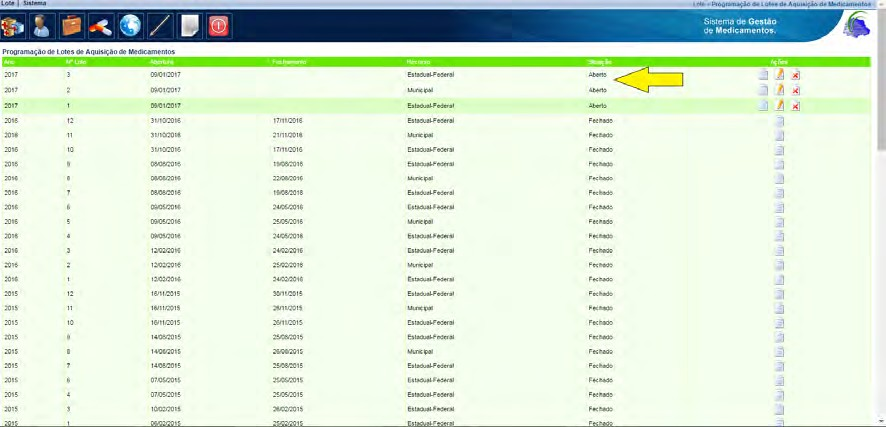 Lote | Sistema
Lote - Programação de Lotes de Aquisição de Medicamentos
Sistema de Gestão
de Medicamentos.
Programação de Lotes de Aquisição de Medicamentos
Ano Nº Lote Abertura Fechamento Recurso Situação Ações
2017 3 09/01/2017 Estadual-Federal Aberto
2017 2 09/01/2017 Municipal Aberto
2017 1 09/01/2017 Estadual-Federal Aberto
2016 12 31/10/2016 17/11/2016 Estadual-Federal Fechado
2016 11 31/10/2016 21/11/2016 Municipal Fechado
2016 10 31/10/2016 17/11/2016 Estadual-Federal Fechado
2016 9 08/08/2016 19/08/2016 Estadual-Federal Fechado
2016 8 08/08/2016 22/08/2016 Municipal Fechado
2016 7 08/08/2016 19/08/2016 Estadual-Federal Fechado
2016 6 09/05/2016 24/05/2016 Estadual-Federal Fechado
2016 5 09/05/2016 25/05/2016 Municipal Fechado
2016 4 09/05/2016 24/05/2016 Estadual-Federal Fechado
2016 3 12/02/2016 24/02/2016 Estadual-Federal Fechado
2016 2 12/02/2016 25/02/2016 Municipal Fechado
2016 1 12/02/2016 24/02/2016 Estadual-Federal Fechado
2015 12 16/11/2015 30/11/2015 Estadual-Federal Fechado
2015 11 16/11/2015 26/11/2015 Municipal Fechado
2015 10 16/11/2015 26/11/2015 Estadual-Federal Fechado
2015 9 14/08/2015 25/08/2015 Estadual-Federal Fechado
2015 8 14/08/2015 26/08/2015 Municipal Fechado
2015 7 14/08/2015 25/08/2015 Estadual-Federal Fechado
2015 6 07/05/2015 25/05/2015 Estadual-Federal Fechado
2015 4 07/05/2015 25/05/2015 Estadual-Federal Fechado
2015 3 10/02/2015 26/02/2015 Estadual-Federal Fechado
2015 1 06/02/2015 25/02/2015 Estadual-Federal Fechado